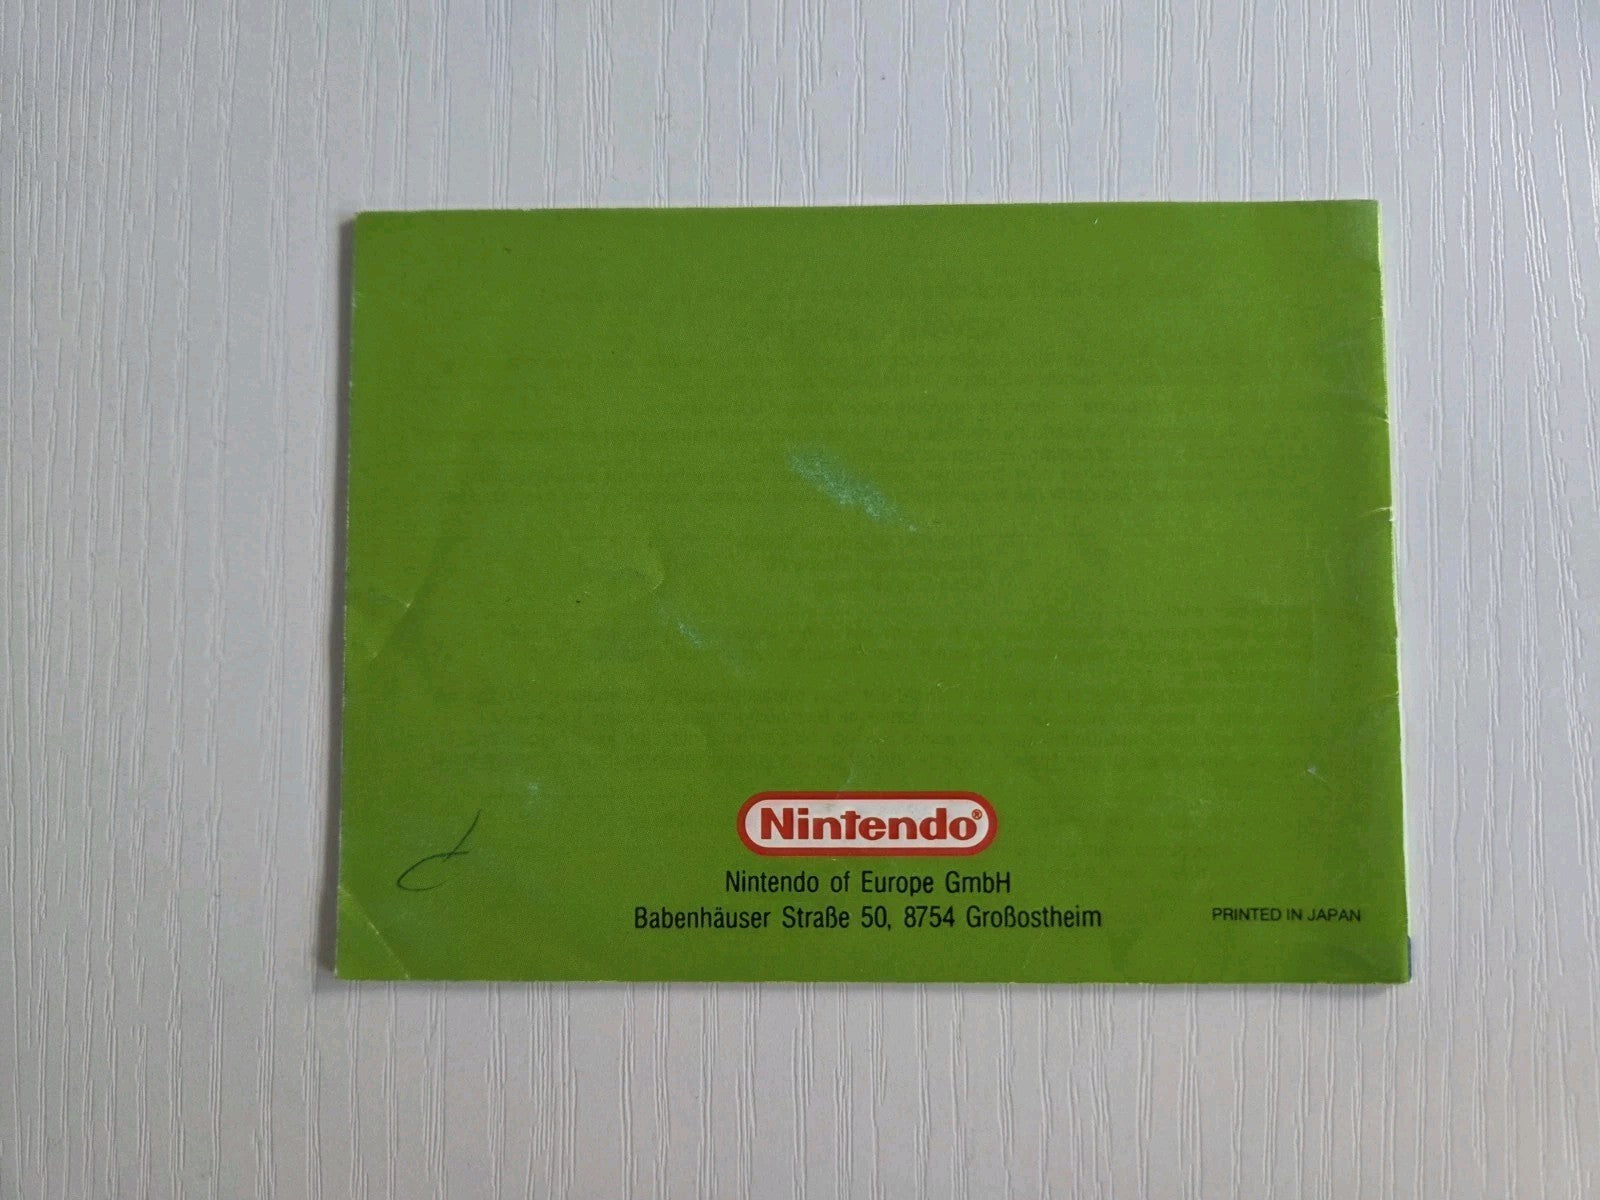 Nintendo®
Nintendo of Europe GmbH
Babenhäuser Straße 50, 8754 Großostheim
PRINTED IN JAPAN